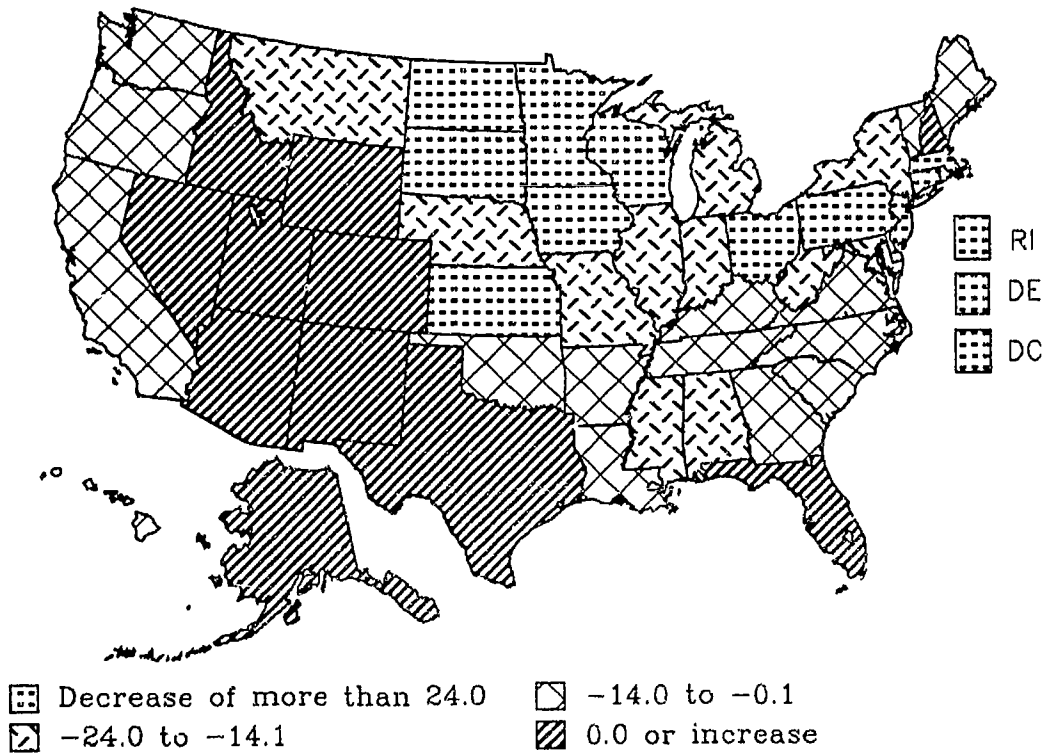 RI
DE
DC
Decrease of more than 24.0
-14.0 to -0.1
-24.0 to -14.1
0.0 or increase